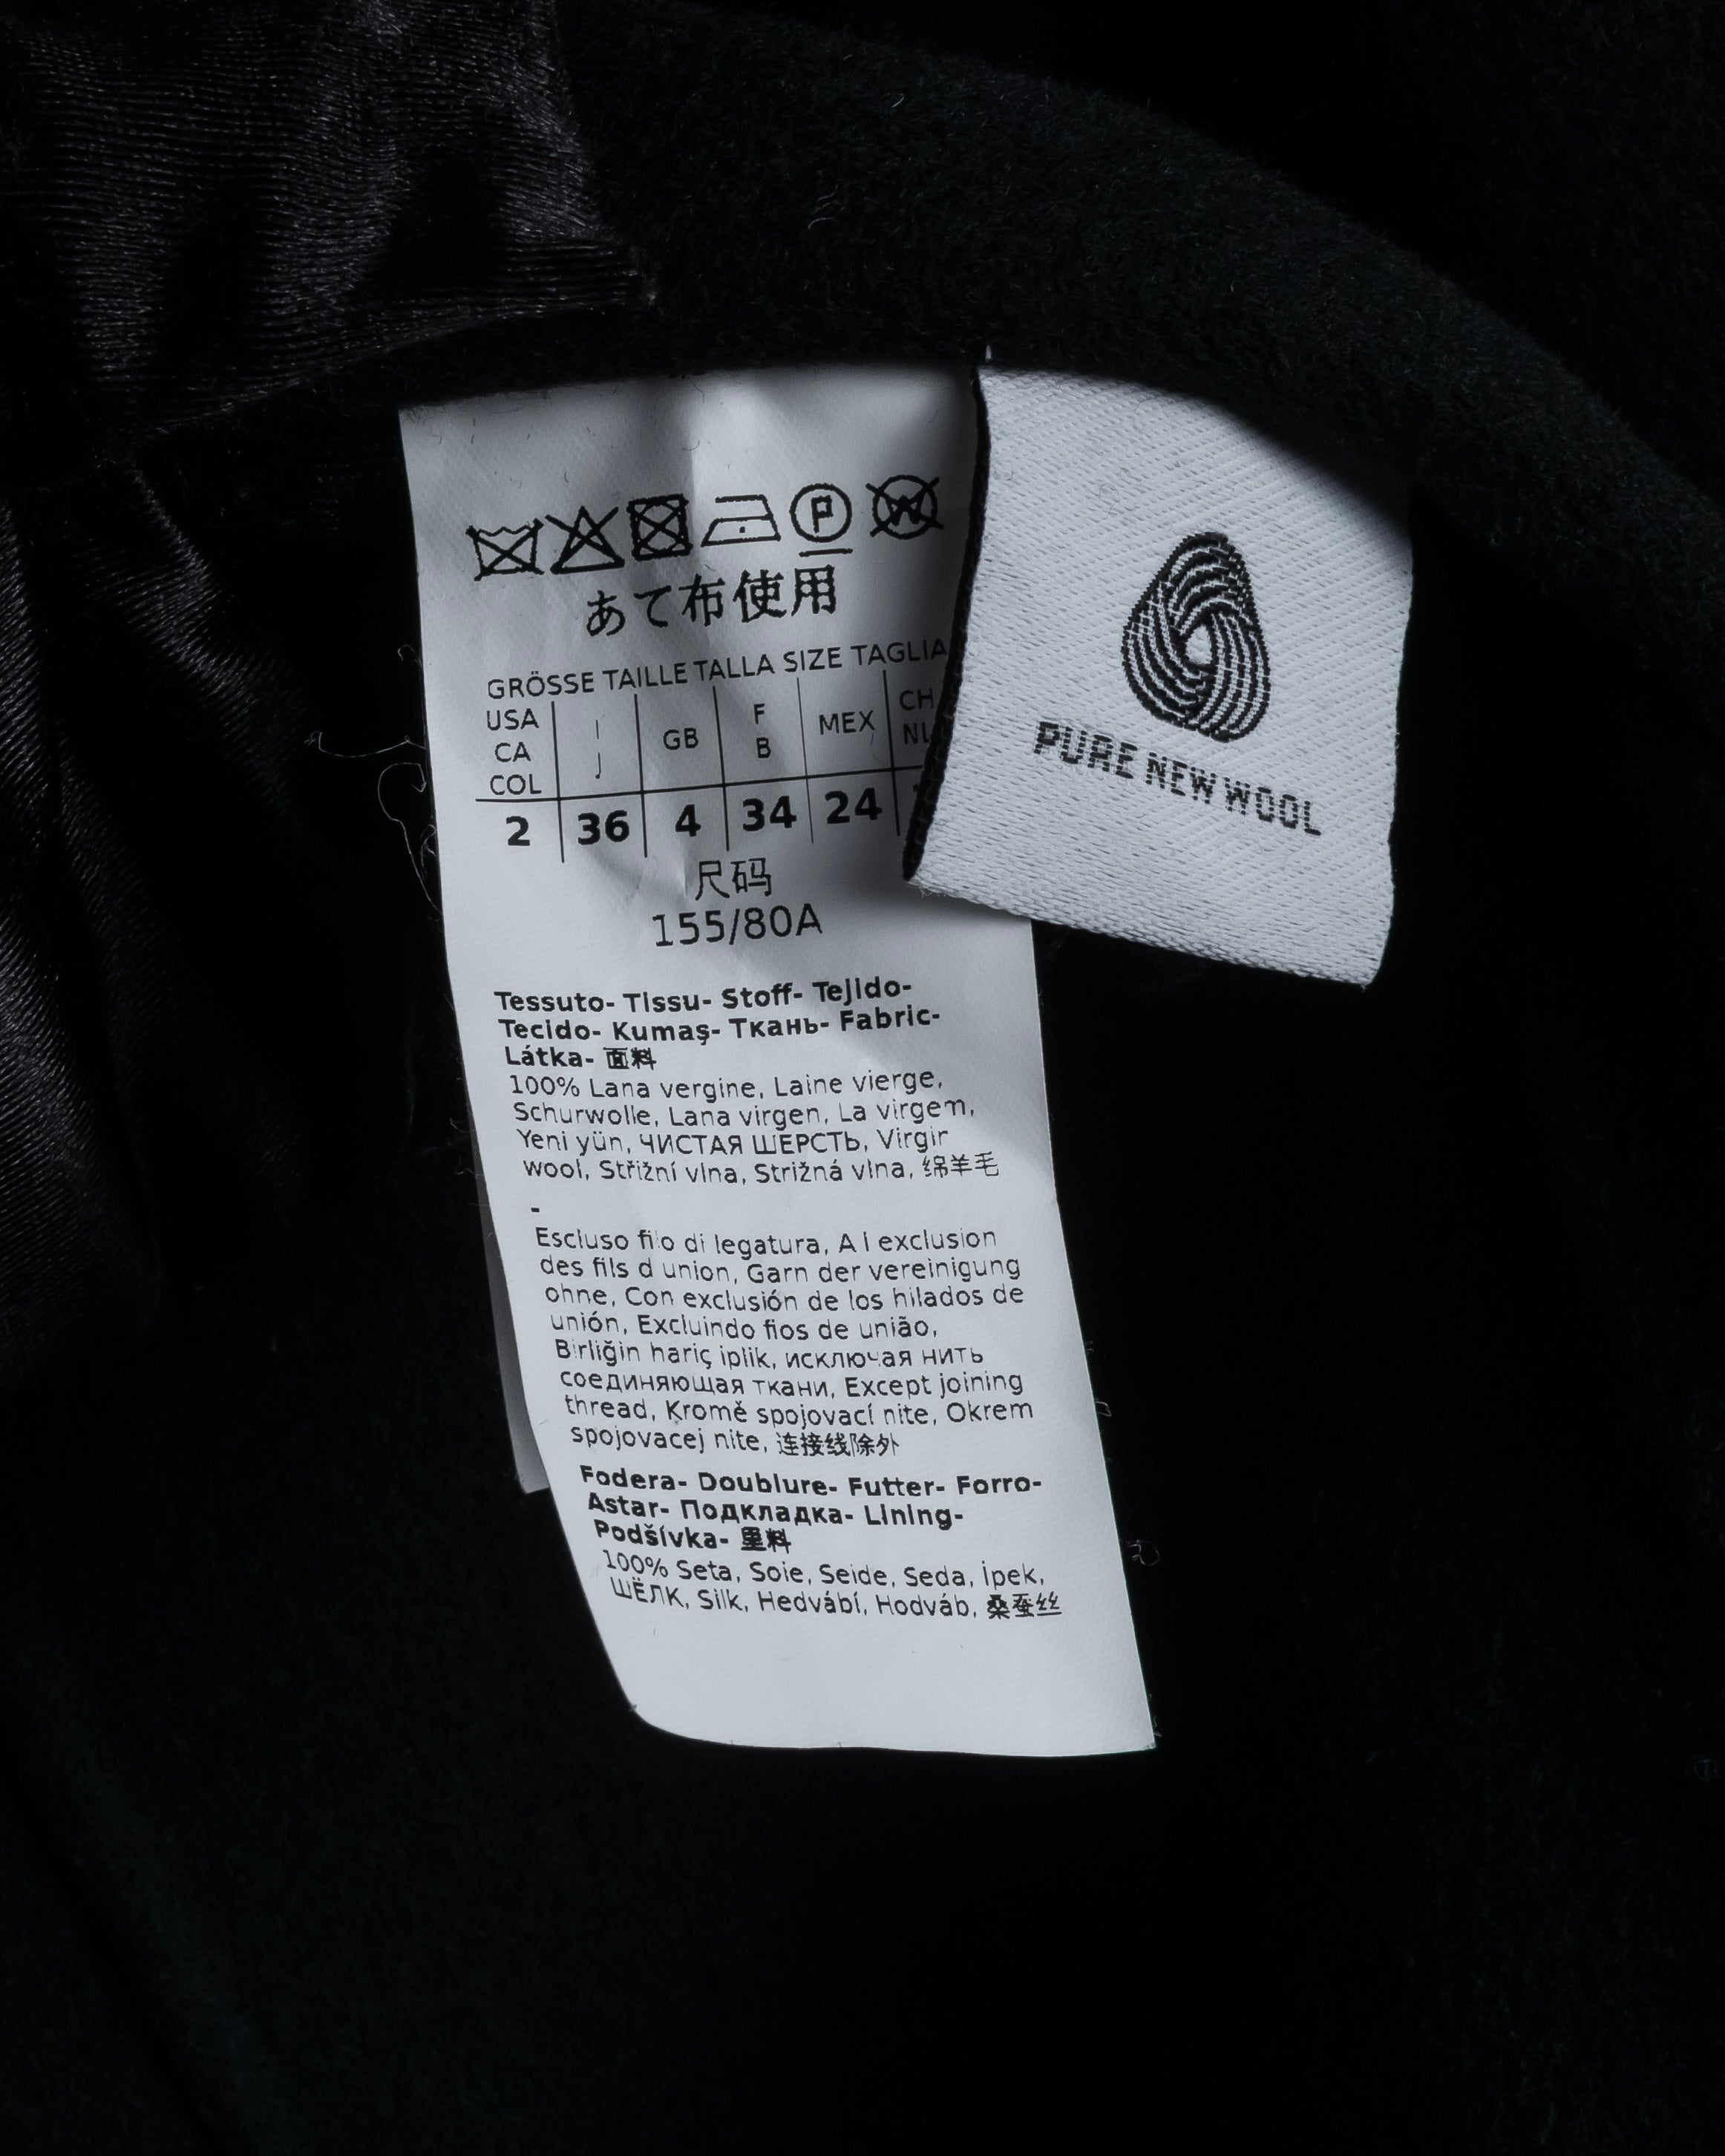 あて布使用
GRÖSSE TAILLE TALLA SIZE TAGLIA
USA I GB F MEX CH
CA J B NL
COL
2 36 4 34 24
尺码
155/80A
Tessuto- Tissu- Stoff- Tejido-
Tecido- Kumaş- Ткань- Fabric-
Látka- 面料
100% Lana vergine, Laine vierge,
Schurwolle, Lana virgen, La virgem,
Yeni yün, ЧИСТАЯ ШЕРСТЬ, Virgin
wool, Střižní vlna, Strižná vlna, 绵羊毛
-
Escluso filo di legatura, A l exclusion
des fils d union, Garn der vereinigung
ohne, Con exclusión de los hilados de
unión, Excluindo fios de união,
Birliğin hariç iplik, исключая нить
соединяющая ткани, Except joining
thread, Kromě spojovací nite, Okrem
spojovacej nite, 连接线除外
Fodera- Doublure- Futter- Forro-
Astar- Подкладка- Lining-
Podšívka- 里料
100% Seta, Soie, Seide, Seda, İpek,
ШЁЛК, Silk, Hedvábí, Hodváb, 桑蚕丝
PURE NEW WOOL